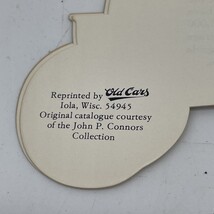 Reprinted by Old Cars
Iola, Wisc. 54945
Original catalogue courtesy
of the John P. Connors
Collection